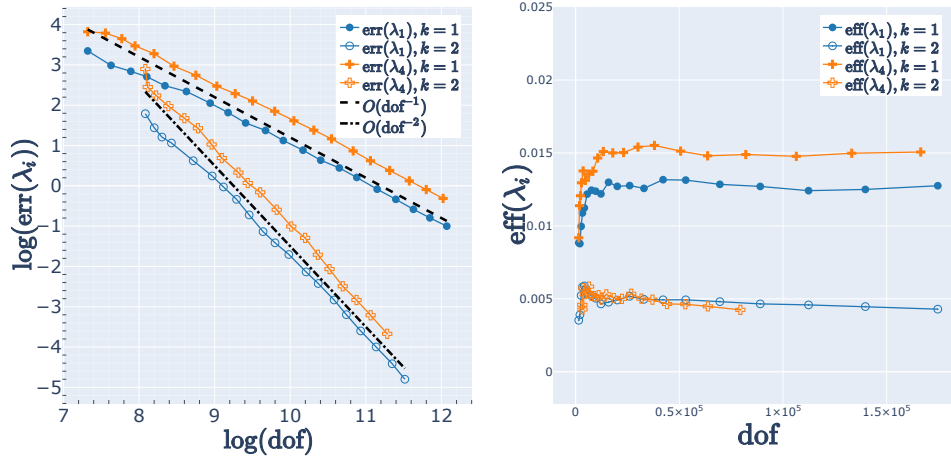 4
3
2
1
0
−1
−2
−3
−4
−5
log(err(λᵢ))
7
8
9
10
11
12
log(dof)
err(λ₁), k = 1
err(λ₁), k = 2
err(λ₄), k = 1
err(λ₄), k = 2
O(dof⁻¹)
O(dof⁻²)
0.025
0.02
0.015
0.01
0.005
0
eff(λᵢ)
0
0.5×10⁵
1×10⁵
1.5×10⁵
dof
eff(λ₁), k = 1
eff(λ₁), k = 2
eff(λ₄), k = 1
eff(λ₄), k = 2